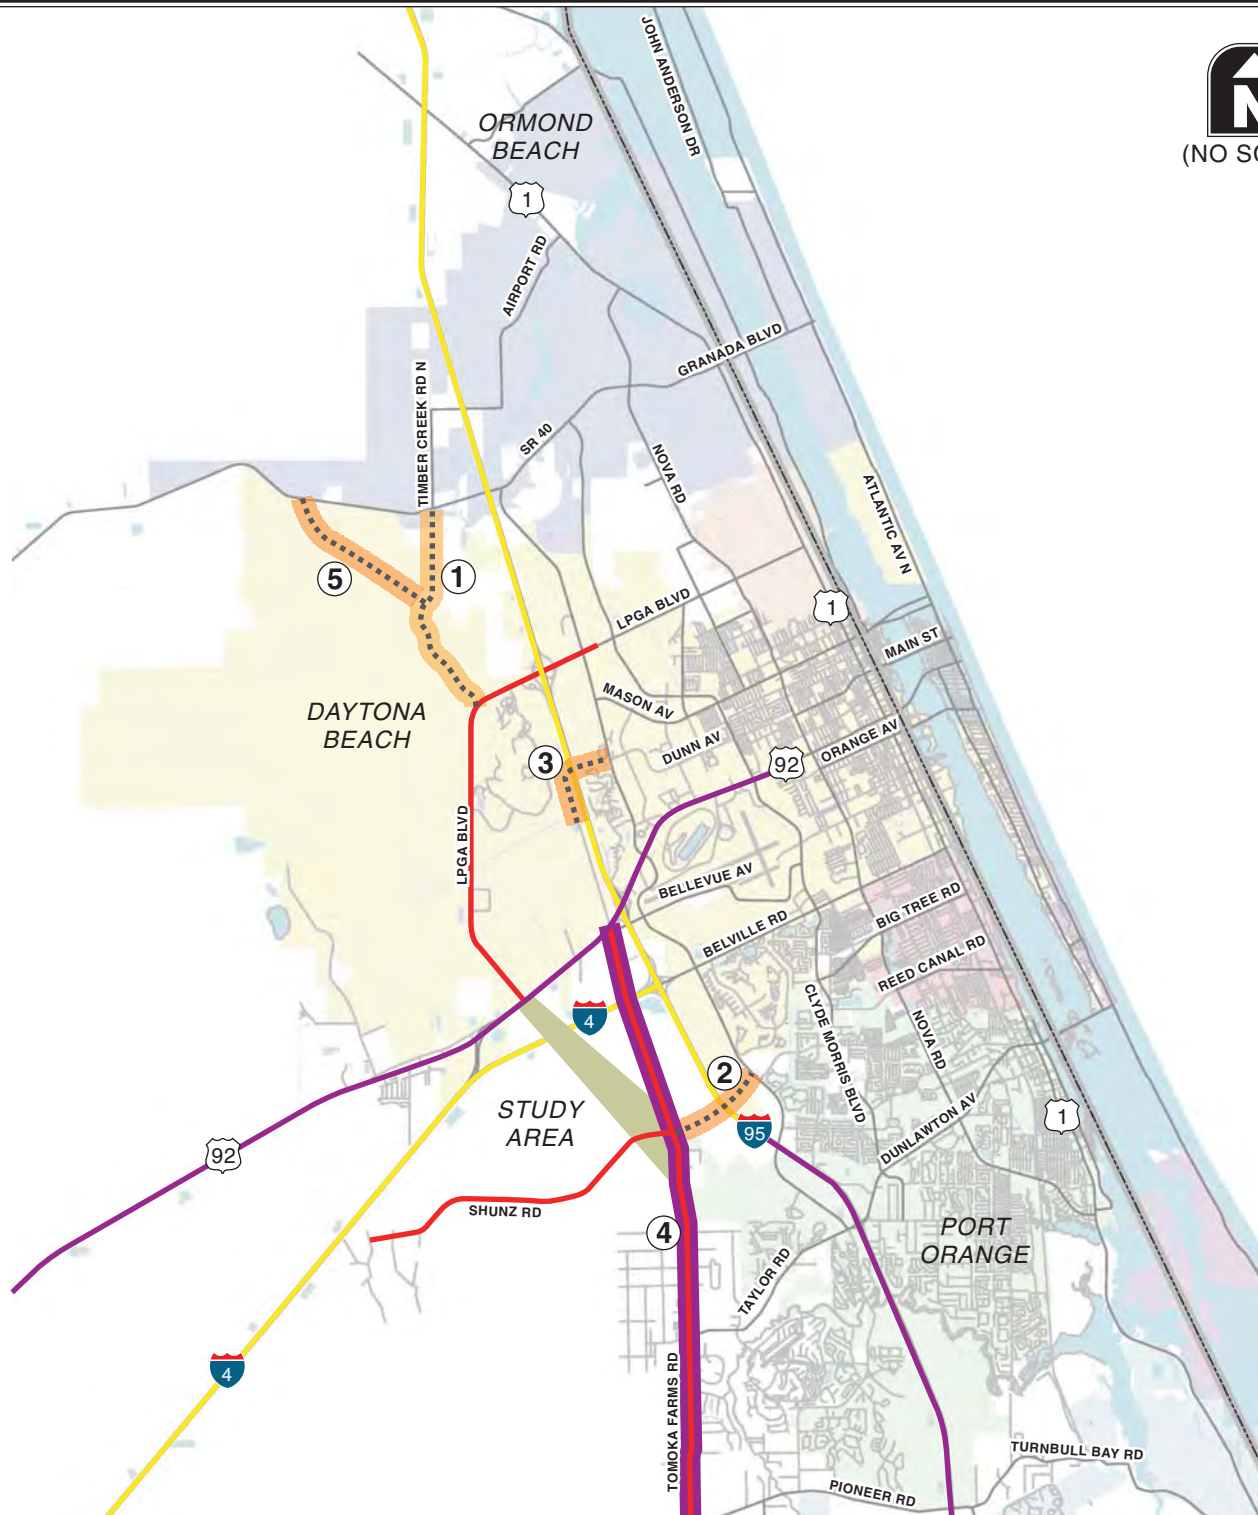 JOHN ANDERSON DR
N
ORMOND
BEACH
1
AIRPORT RD
GRANADA BLVD
TIMBER CREEK RD N
SR 40
NOVA RD
ATLANTIC AV N
5
1
LPGA BLVD
1
MAIN ST
MASON AV
DAYTONA
BEACH
DUNN AV
ORANGE AV
3
92
LPGA BLVD
BELLEVUE AV
BIG TREE RD
BELVILLE RD
REED CANAL RD
4
CLYDE MORRIS BLVD
NOVA RD
2
STUDY
AREA
95
DUNLAWTON AV
1
92
SHUNZ RD
4
PORT
ORANGE
TAYLOR RD
4
TOMOKA FARMS RD
TURNBULL BAY RD
PIONEER RD